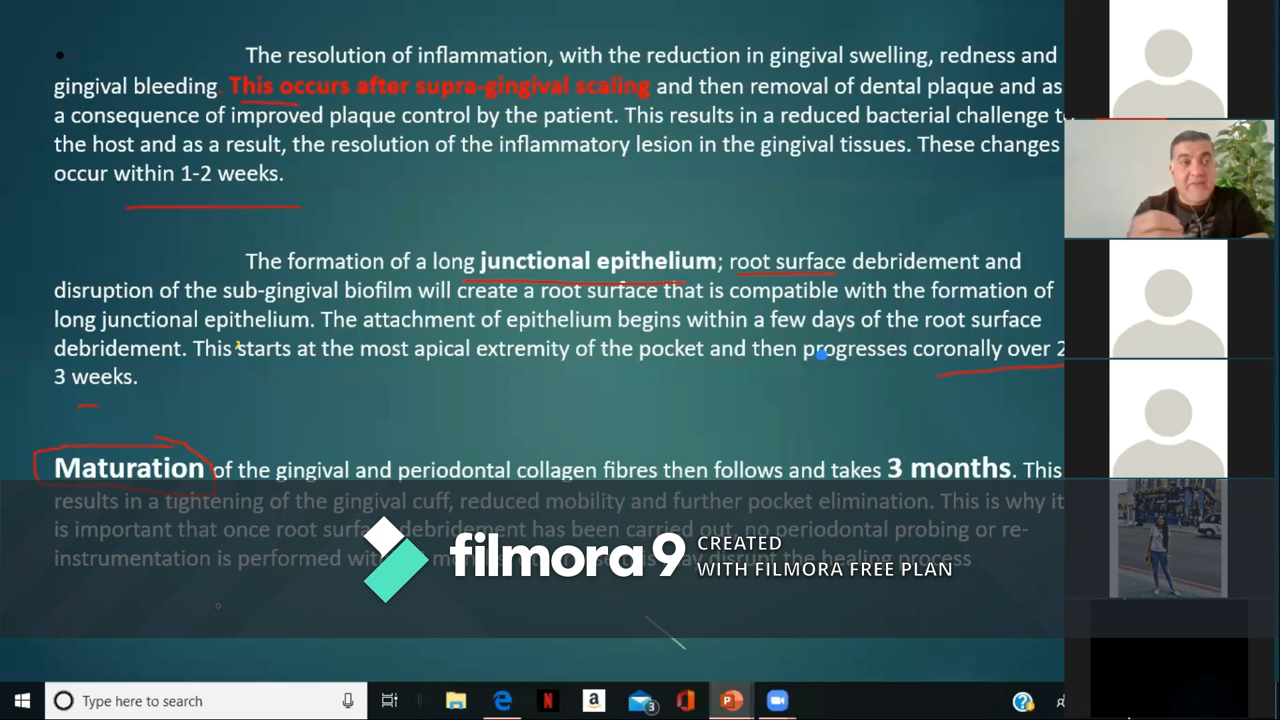 The resolution of inflammation, with the reduction in gingival swelling, redness and
gingival bleeding. This occurs after supra-gingival scaling and then removal of dental plaque and as
a consequence of improved plaque control by the patient. This results in a reduced bacterial challenge
the host and as a result, the resolution of the inflammatory lesion in the gingival tissues. These changes
occur within 1-2 weeks.
The formation of a long junctional epithelium; root surface debridement and
disruption of the sub-gingival biofilm will create a root surface that is compatible with the formation of
long junctional epithelium. The attachment of epithelium begins within a few days of the root surface
debridement. This starts at the most apical extremity of the pocket and then progresses coronally over 2
3 weeks.
Maturation of the gingival and periodontal collagen fibres then follows and takes 3 months. This
results in a tightening of the gingival cuff, reduced mobility and further pocket elimination. This is why it
is important that once root surface debridement has been carried out, no periodontal probing or re-
instrumentation is performed disrupt the healing process
filmora9 CREATED
WITH FILMORA FREE PLAN
Type here to search
3